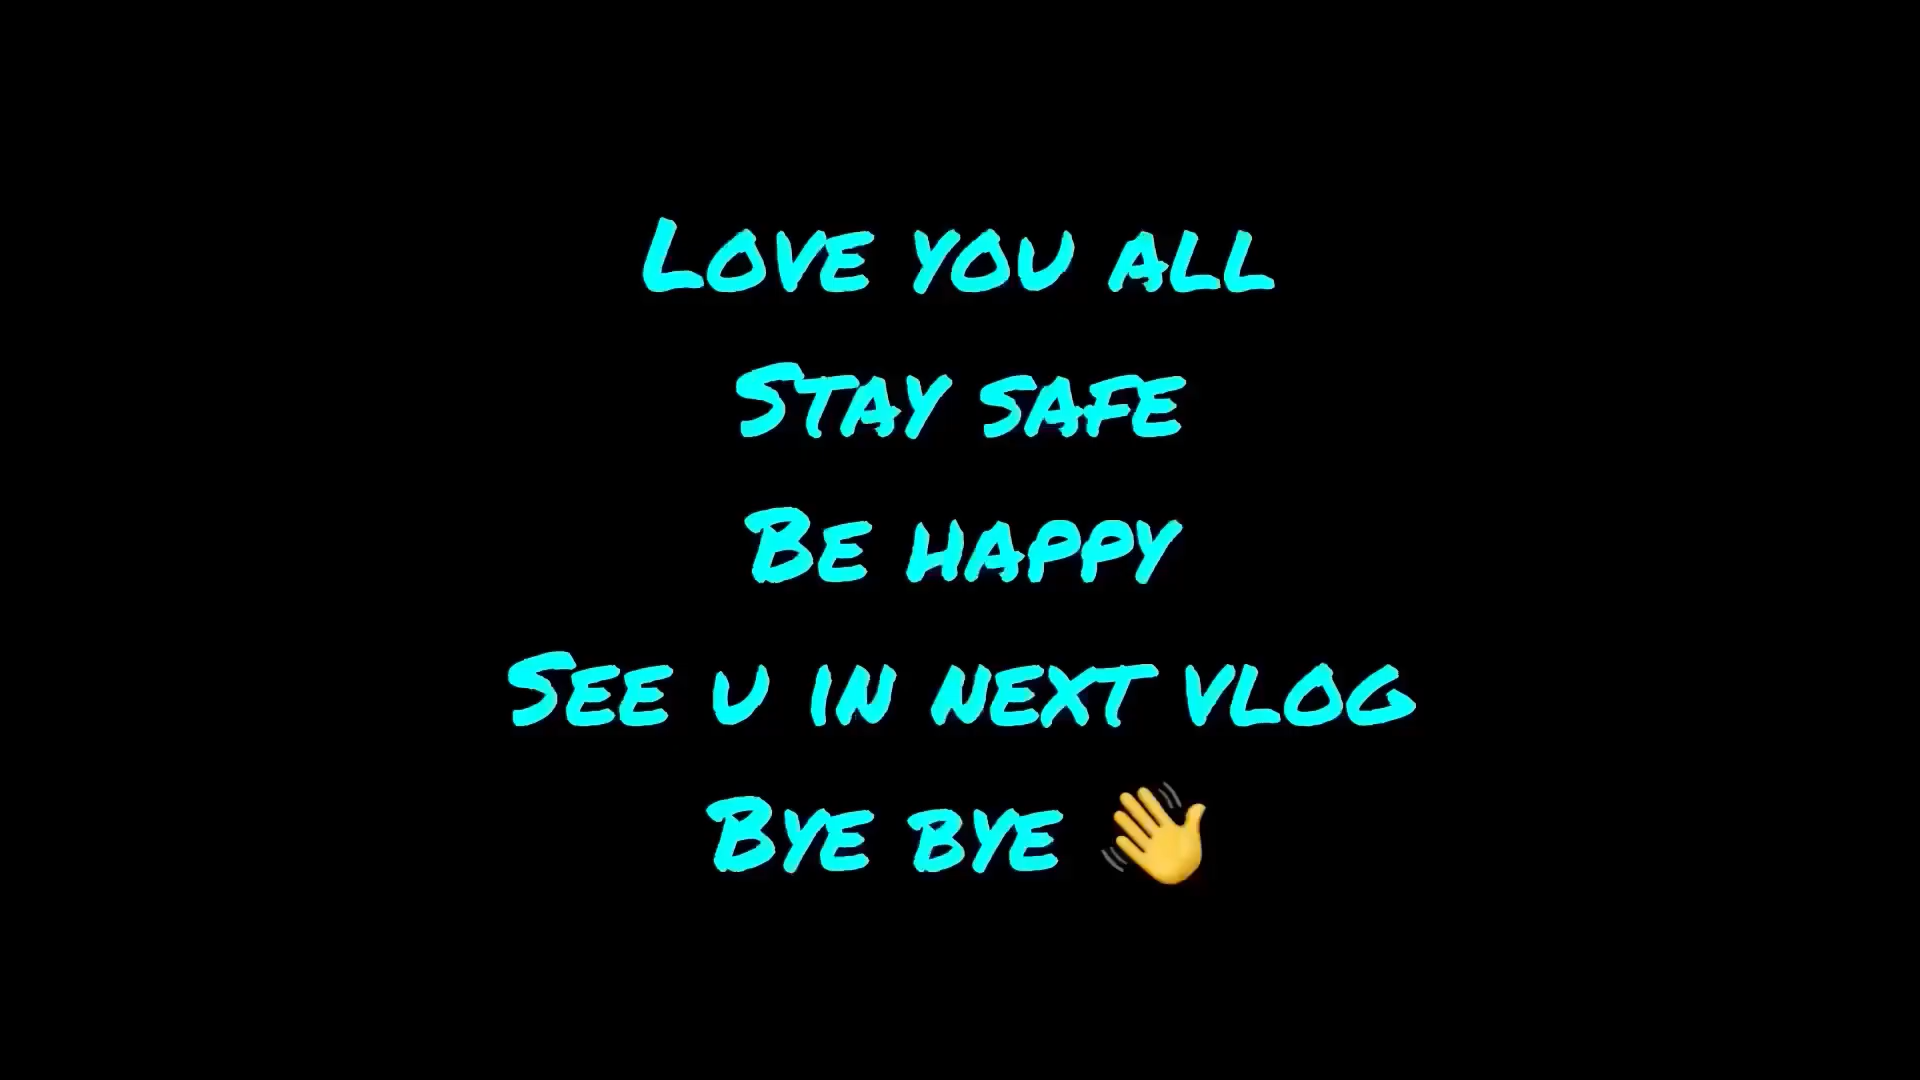 Love you all
Stay safe
Be happy
See u in next vlog
Bye bye 👋